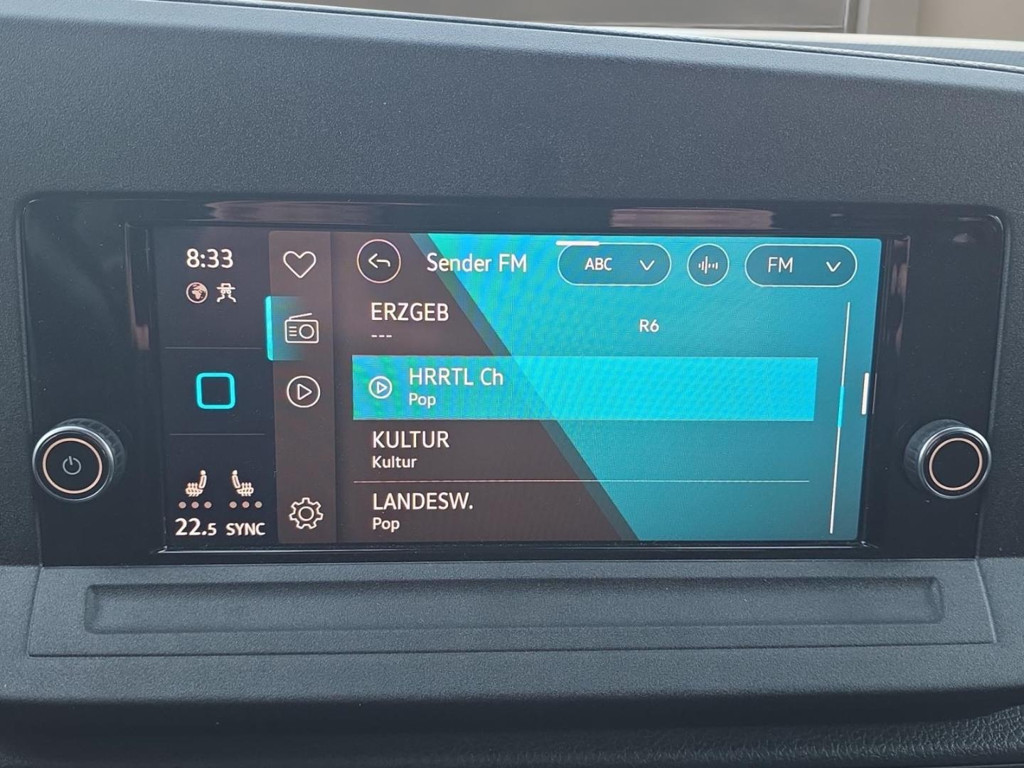 8:33
Sender FM
ABC
FM
ERZGEB
---
R6
HRRTL Ch
Pop
KULTUR
Kultur
LANDESW.
Pop
22.5 SYNC